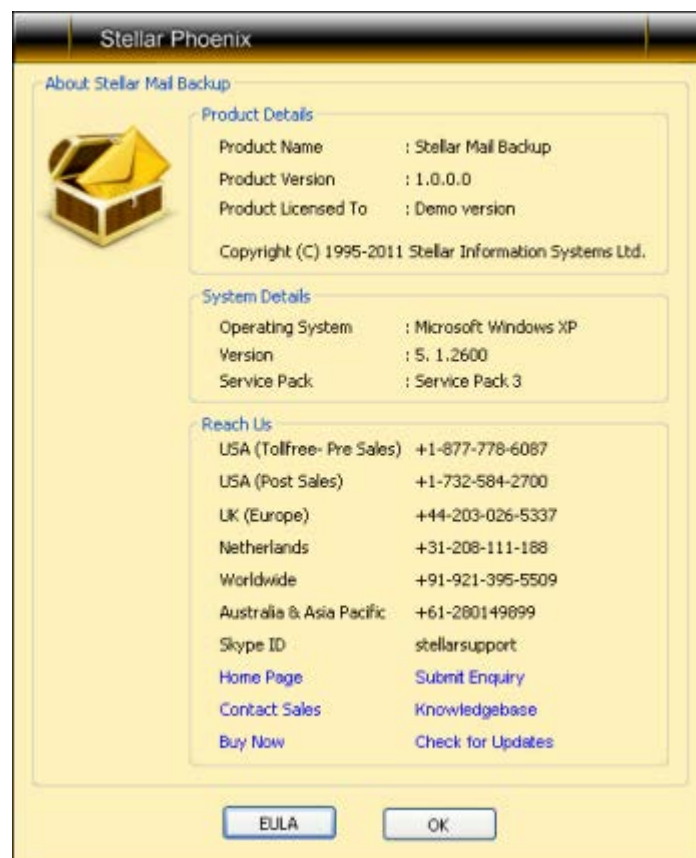 Stellar Phoenix
About Stellar Mail Backup
Product Details
Product Name : Stellar Mail Backup
Product Version : 1.0.0.0
Product Licensed To : Demo version
Copyright (C) 1995-2011 Stellar Information Systems Ltd.
System Details
Operating System : Microsoft Windows XP
Version : 5. 1.2600
Service Pack : Service Pack 3
Reach Us
USA (Tollfree- Pre Sales) +1-877-778-6087
USA (Post Sales) +1-732-584-2700
UK (Europe) +44-203-026-5337
Netherlands +31-208-111-188
Worldwide +91-921-395-5509
Australia & Asia Pacific +61-280149899
Skype ID stellarsupport
Home Page Submit Enquiry
Contact Sales Knowledgebase
Buy Now Check for Updates
EULA OK